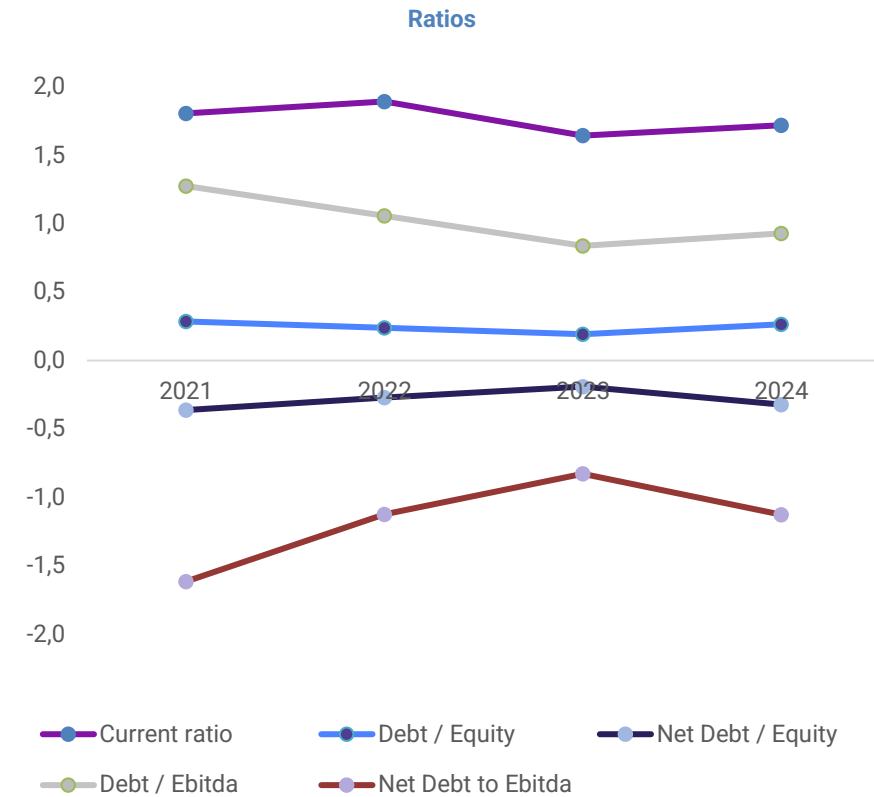 Ratios
2,0
1,5
1,0
0,5
0,0
2021 2022 2023 2024
-0,5
-1,0
-1,5
-2,0
Current ratio Debt / Equity Net Debt / Equity
Debt / Ebitda Net Debt to Ebitda